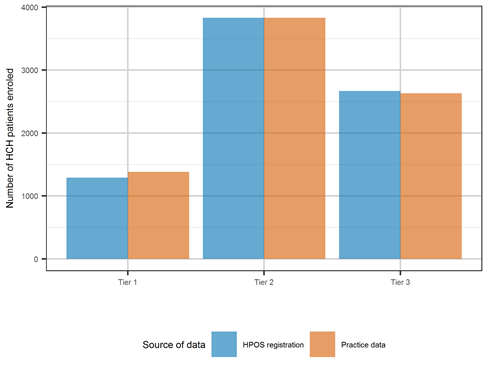 Number of HCH patients enroled
4000
3000
2000
1000
0
Tier 1
Tier 2
Tier 3
Source of data
HPOS registration
Practice data